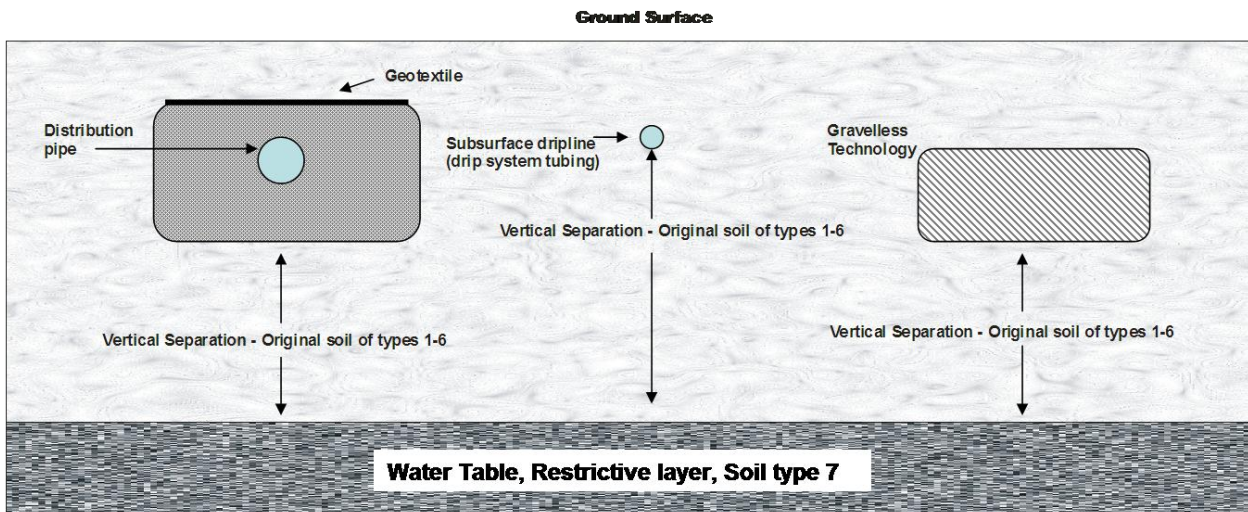 Ground Surface
Geotextile
Distribution
pipe
Subsurface dripline
(drip system tubing)
Gravelless
Technology
Vertical Separation - Original soil of types 1-6
Vertical Separation - Original soil of types 1-6
Vertical Separation - Original soil of types 1-6
Water Table, Restrictive layer, Soil type 7